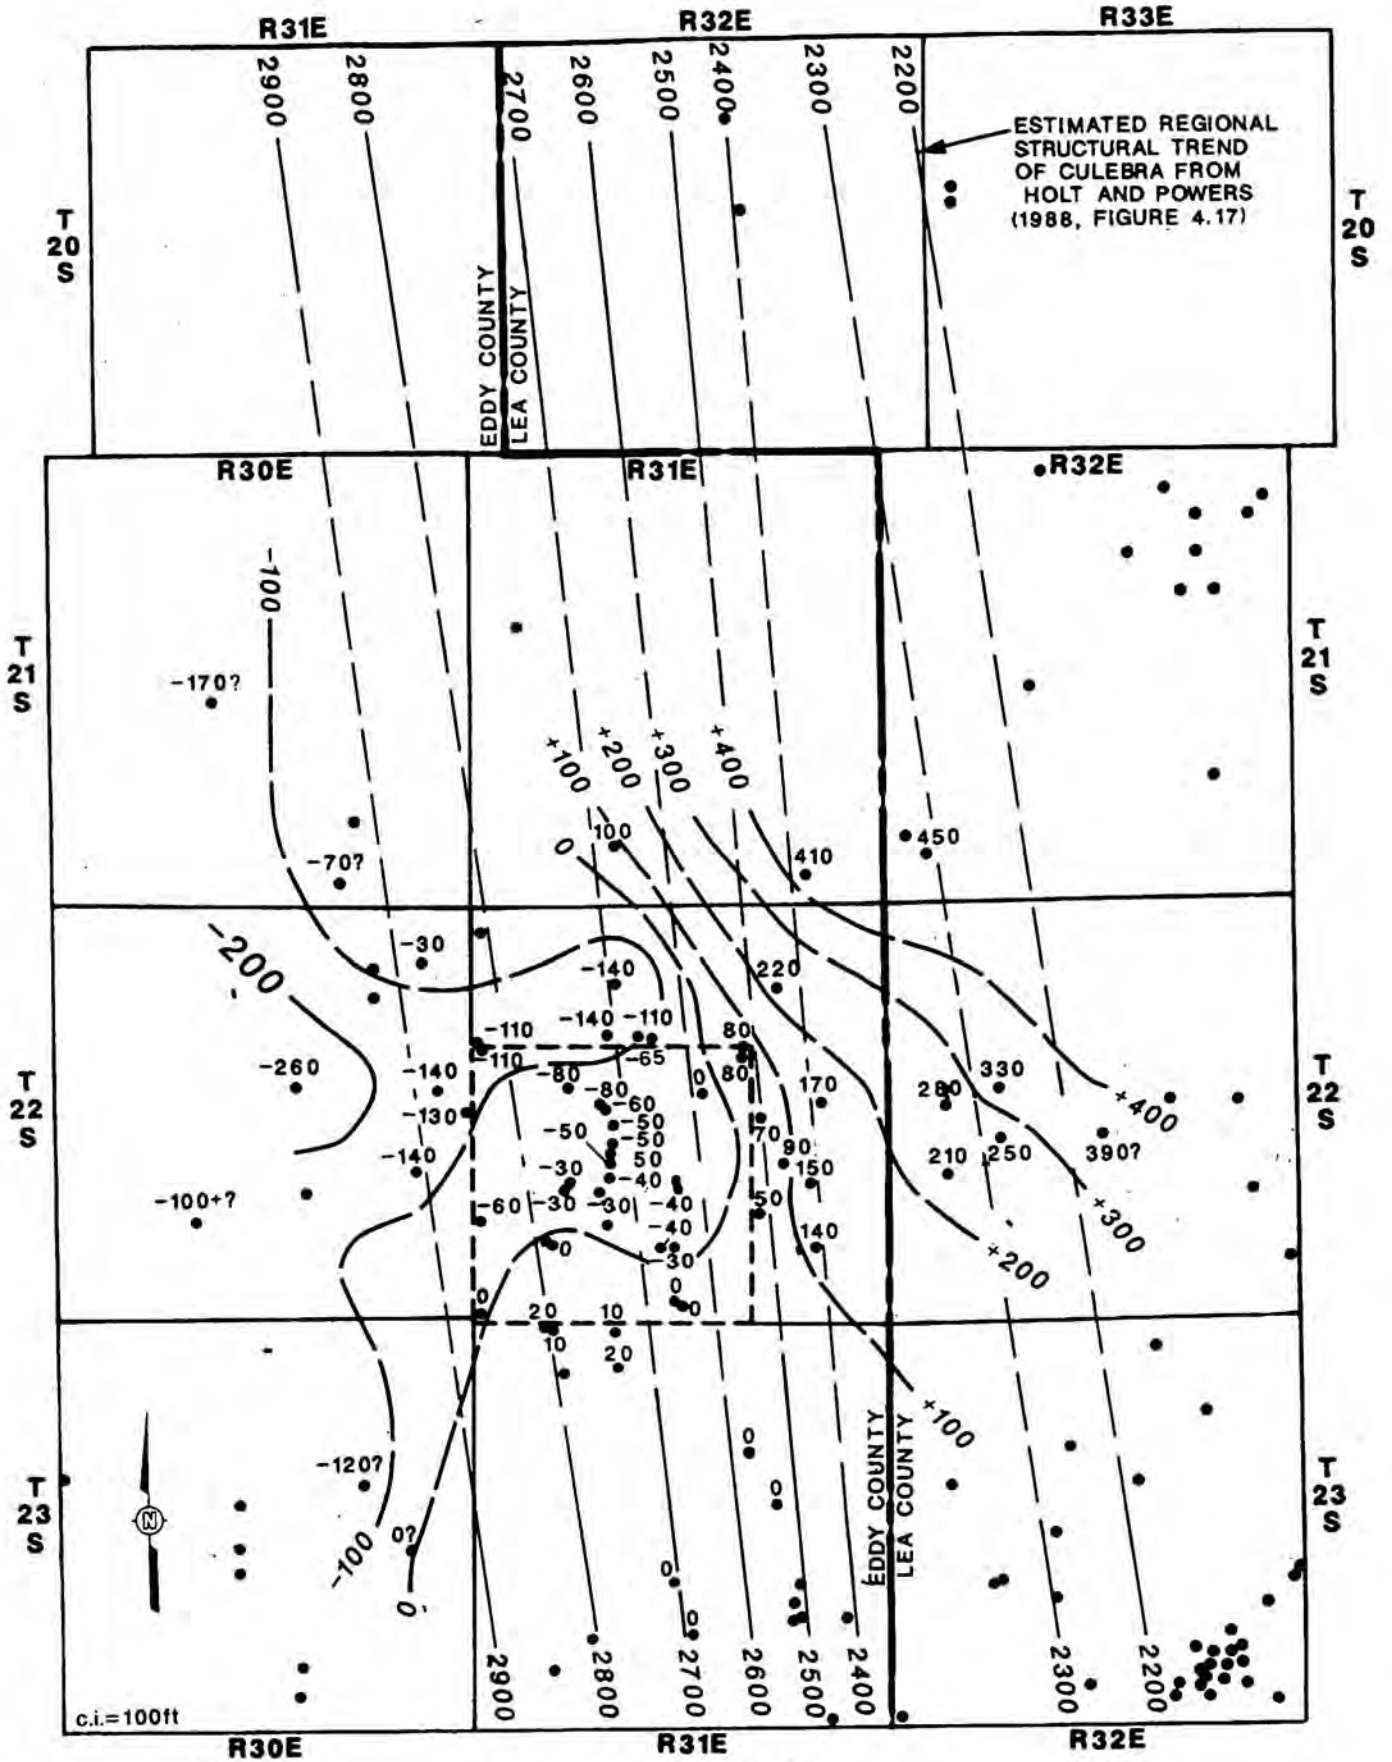 R31E
R32E
R33E
2900
2800
2700
2600
2500
2400
2300
2200
ESTIMATED REGIONAL
STRUCTURAL TREND
OF CULEBRA FROM
HOLT AND POWERS
(1988, FIGURE 4.17)
T
20
S
T
20
S
EDDY COUNTY
LEA COUNTY
R30E
R31E
R32E
-100
T
21
S
T
21
S
-170?
+100
+200
+300
+400
0
100
-70?
410
450
-200
-30
-140
220
-110
-140
-110
80
-110
-65
80
-260
-140
-80
0
170
280
330
+400
T
22
S
T
22
S
-130
-80
-60
-50
70
-50
-50
90
210
250
390?
-140
50
-30
-40
150
-100+?
-60
-30
-30
-40
50
+300
-40
140
0
-30
+200
0
0
0
20
10
10
20
+100
0
EDDY COUNTY
LEA COUNTY
-120?
0
T
23
S
T
23
S
N
0?
-100
0
0
0
2900
2800
2700
2600
2500
2400
2300
2200
c.i.=100ft
R30E
R31E
R32E